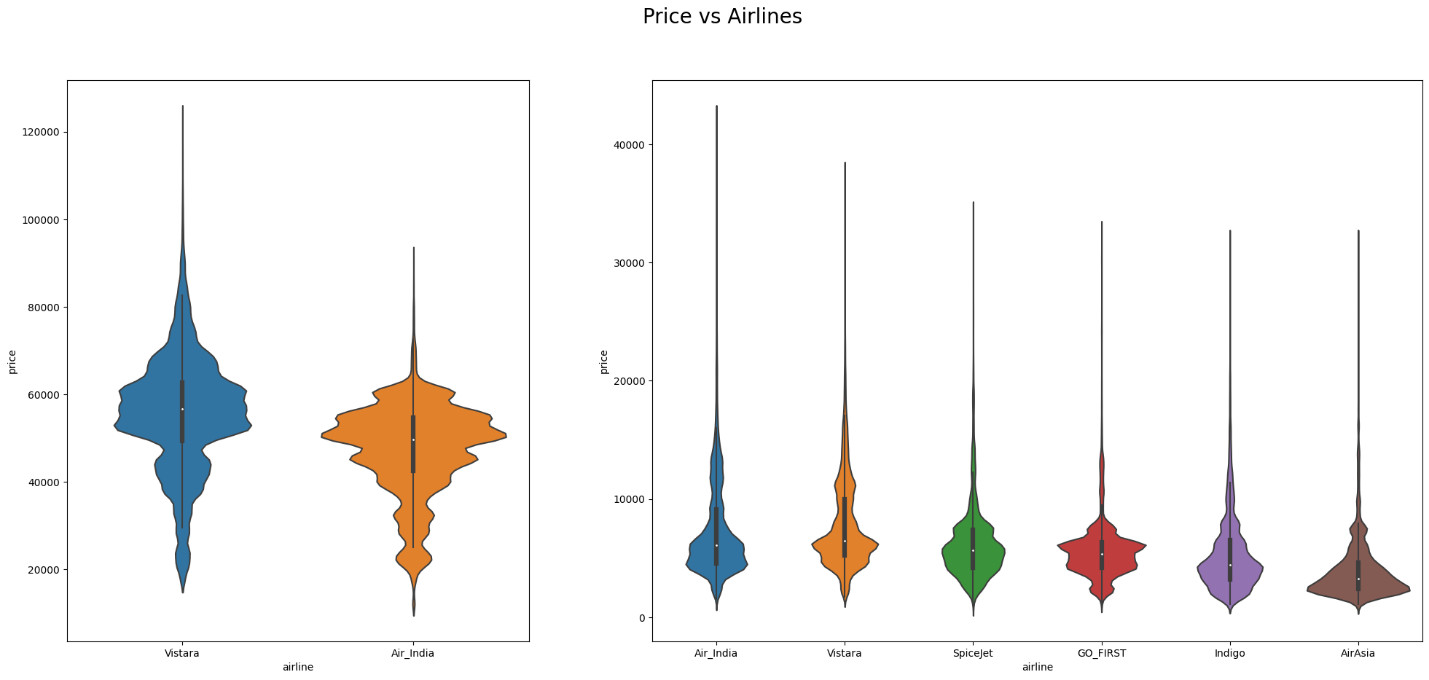 Price vs Airlines
120000
100000
80000
60000
40000
20000
price
Vistara Air_India
airline
40000
30000
20000
10000
0
price
Air_India Vistara SpiceJet GO_FIRST Indigo AirAsia
airline